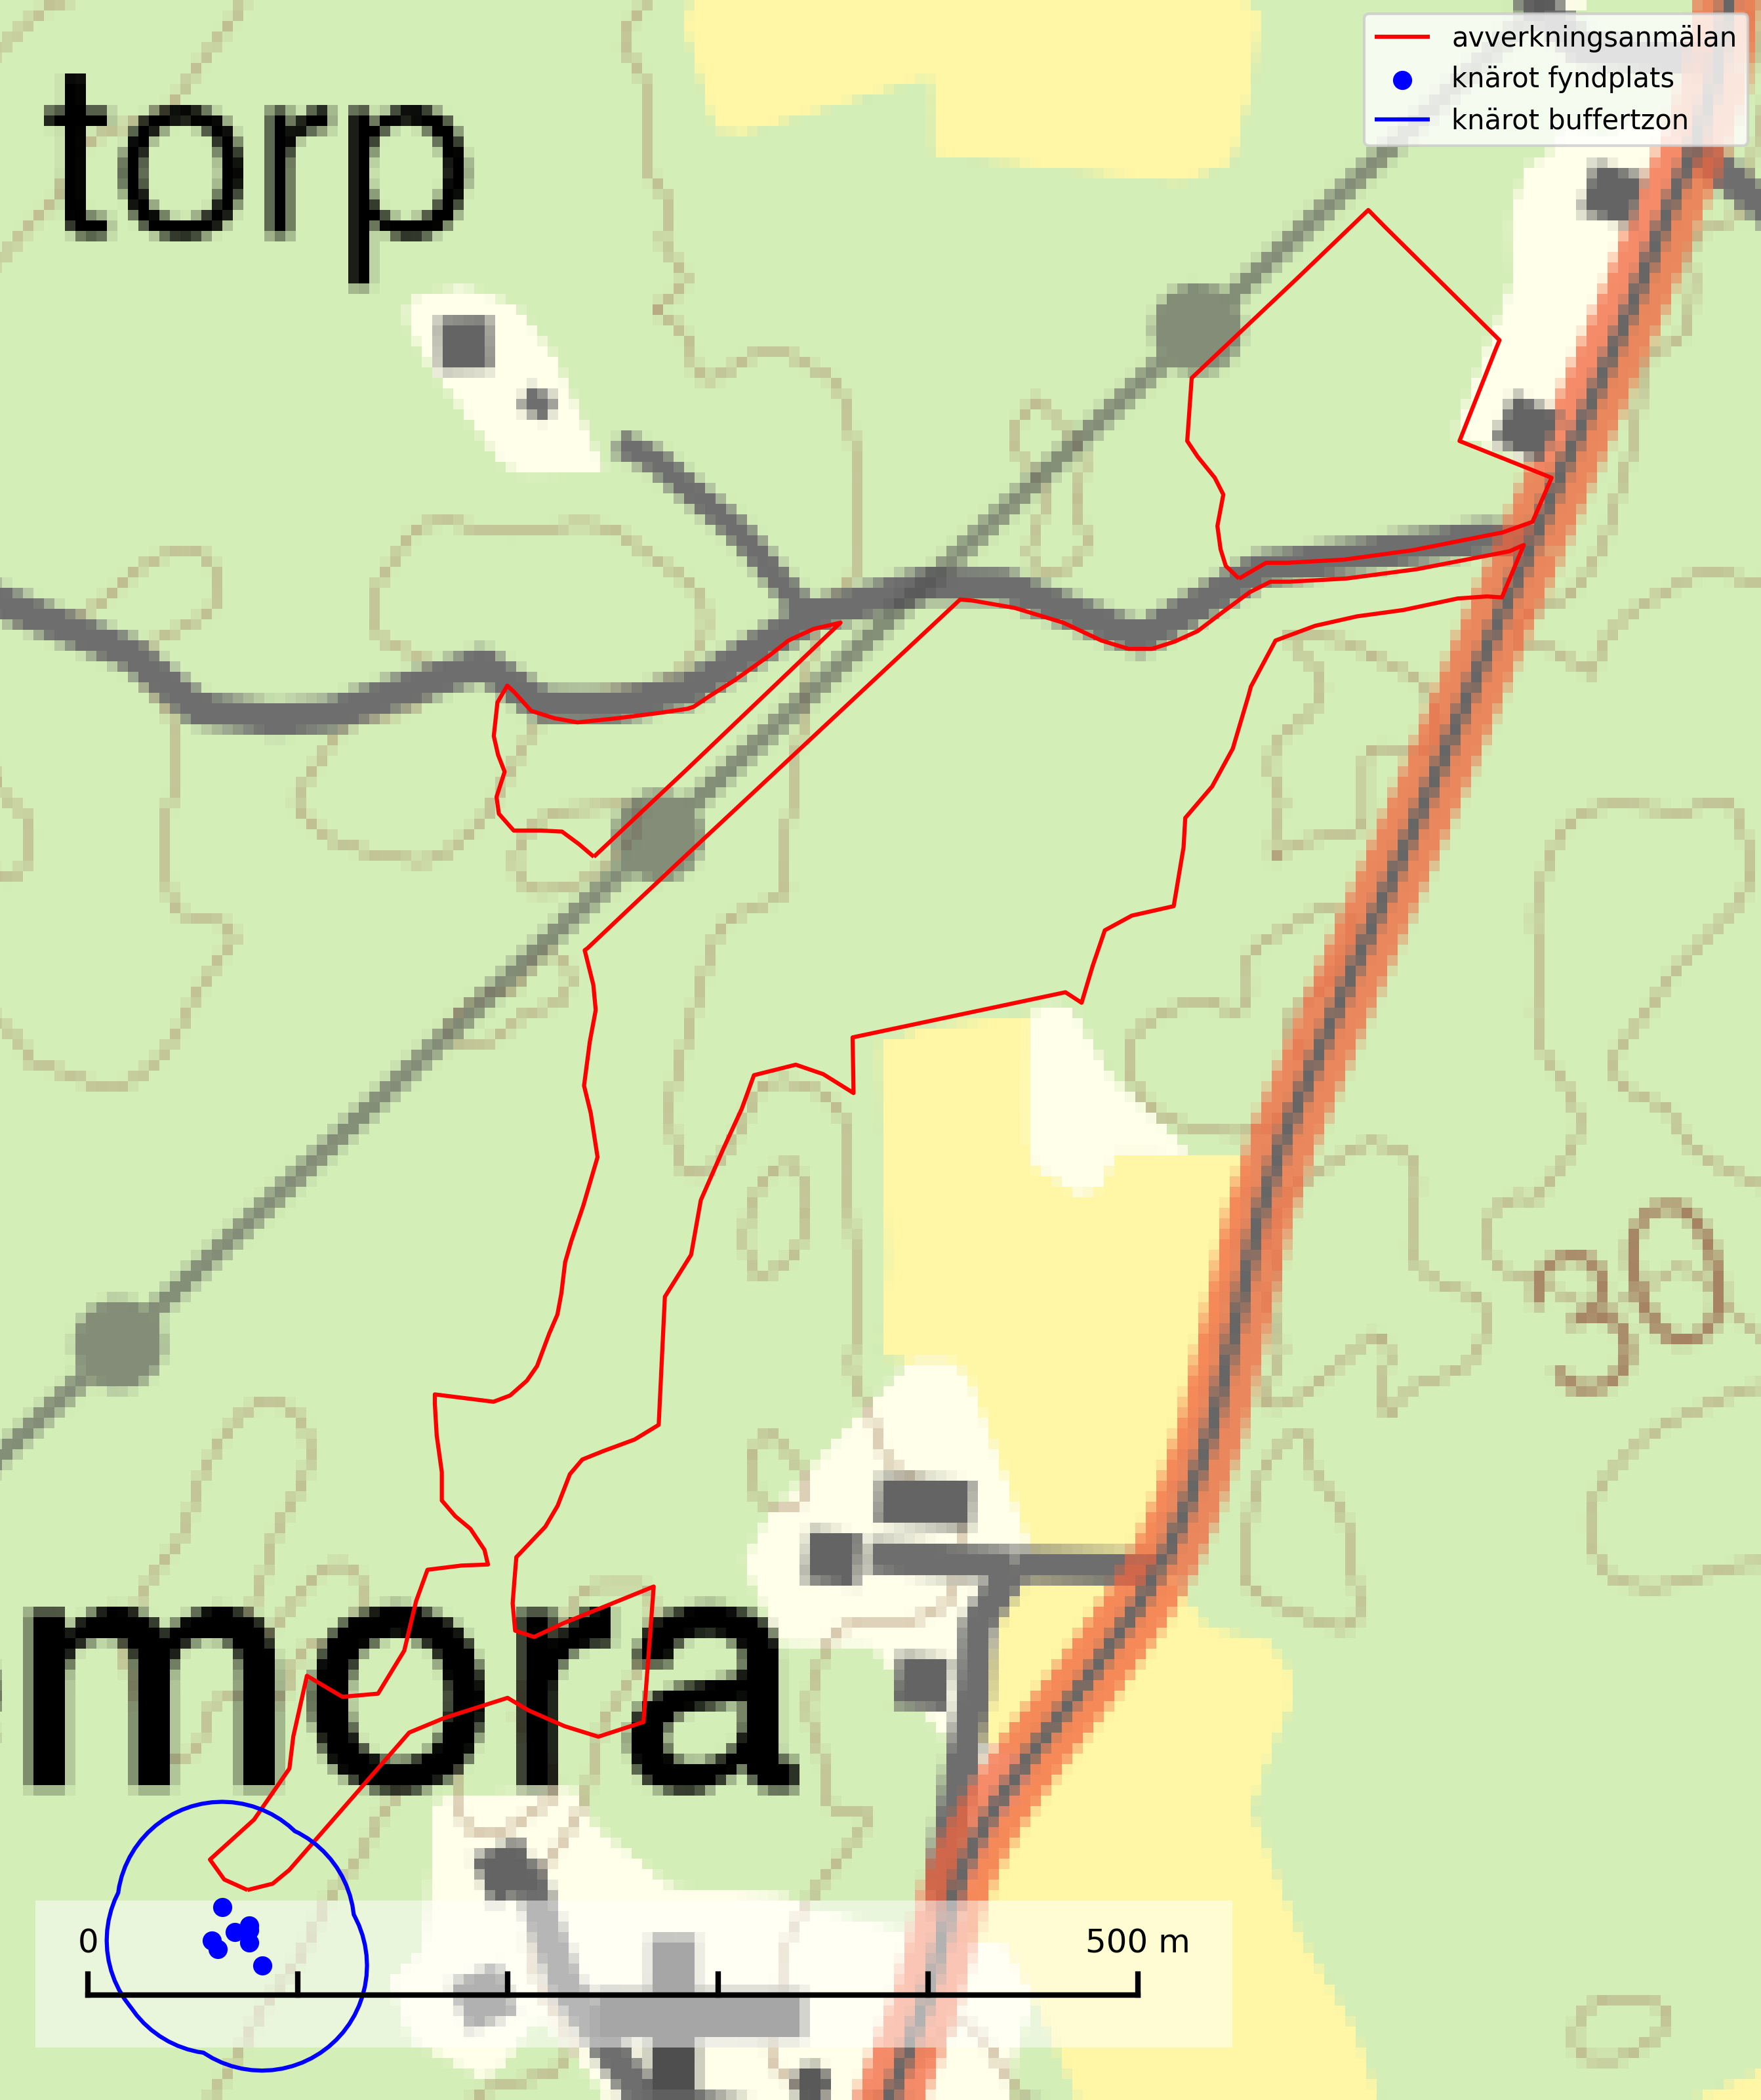 avverkningsanmälan
knärot fyndplats
knärot buffertzon
torp
30
mora
0 500 m